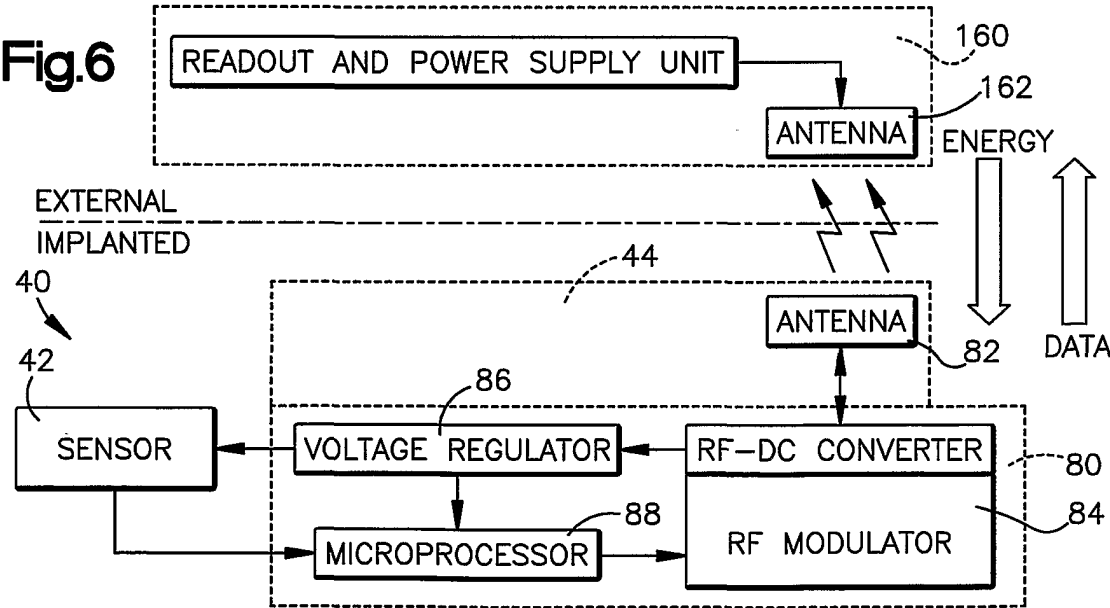 Fig.6
READOUT AND POWER SUPPLY UNIT
160
162
ANTENNA
ENERGY
EXTERNAL
IMPLANTED
44
40
ANTENNA
82
DATA
42
86
SENSOR
VOLTAGE REGULATOR
RF-DC CONVERTER
80
88
84
MICROPROCESSOR
RF MODULATOR